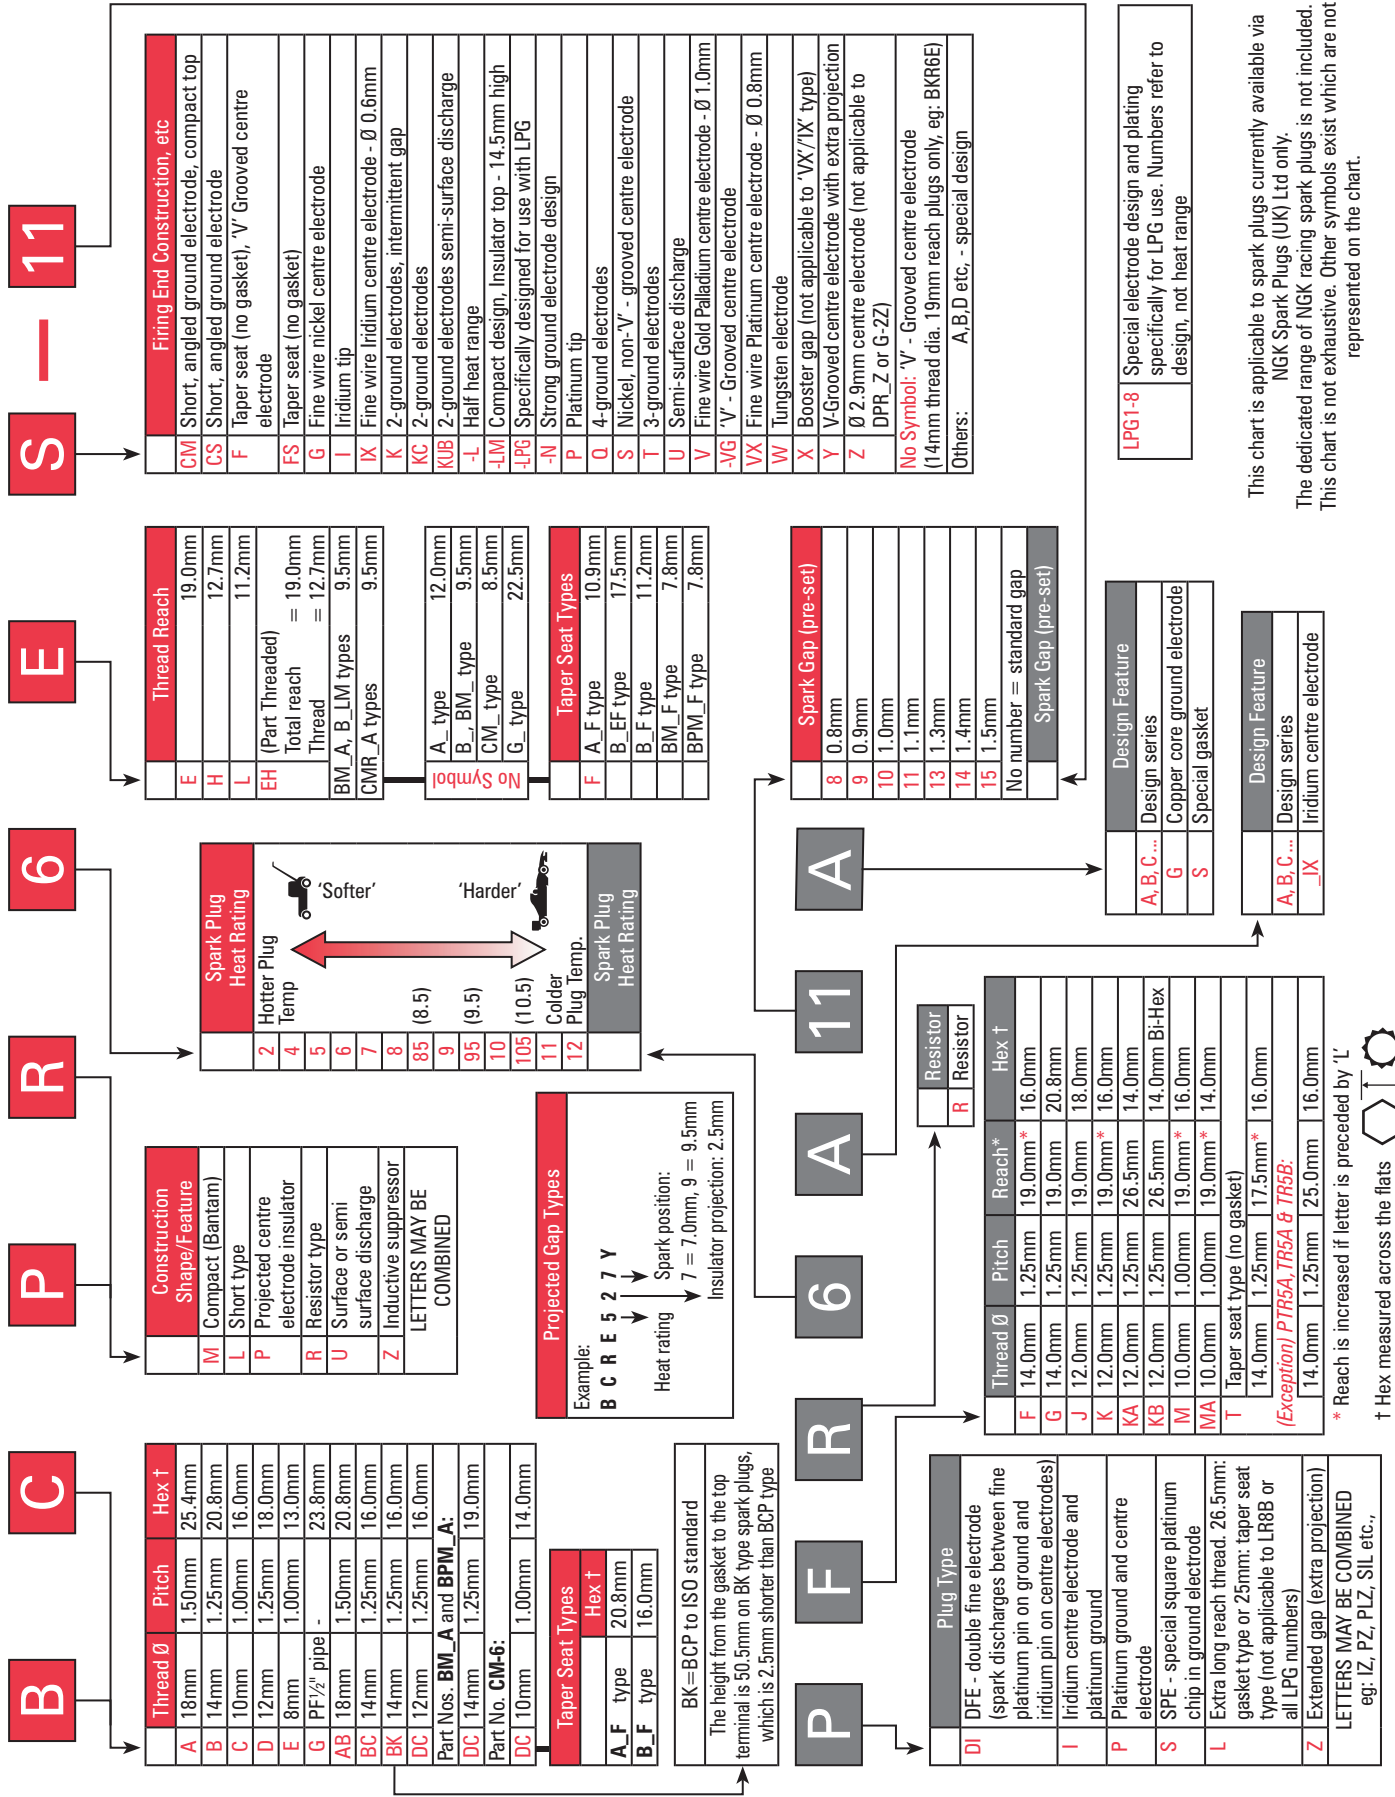 B C P R 6 E S — 11
Thread Ø Pitch Hex †
A 18mm 1.50mm 25.4mm
B 14mm 1.25mm 20.8mm
C 10mm 1.00mm 16.0mm
D 12mm 1.25mm 18.0mm
E 8mm 1.00mm 13.0mm
G PF1/2" pipe - 23.8mm
AB 18mm 1.50mm 20.8mm
BC 14mm 1.25mm 16.0mm
BK 14mm 1.25mm 16.0mm
DC 12mm 1.25mm 16.0mm
Part Nos. BM_A and BPM_A:
DC 14mm 1.25mm 19.0mm
Part No. CM-6:
DC 10mm 1.00mm 14.0mm
Taper Seat Types
Hex †
A_F type 20.8mm
B_F type 16.0mm
BK=BCP to ISO standard
The height from the gasket to the top
terminal is 50.5mm on BK type spark plugs,
which is 2.5mm shorter than BCP type
Construction
Shape/Feature
M Compact (Bantam)
L Short type
P Projected centre
electrode insulator
R Resistor type
U Surface or semi
surface discharge
Z Inductive suppressor
LETTERS MAY BE
COMBINED
Projected Gap Types
Example:
B C R E 5 2 7 Y
Heat rating
Spark position:
7 = 7.0mm, 9 = 9.5mm
Insulator projection: 2.5mm
Spark Plug
Heat Rating
2 Hotter Plug
4 Temp
5
6 'Softer'
7
8
85 (8.5)
9
95 (9.5) 'Harder'
10
105 (10.5)
11 Colder
12 Plug Temp.
Spark Plug
Heat Rating
Thread Reach
E 19.0mm
H 12.7mm
L 11.2mm
EH (Part Threaded)
Total reach = 19.0mm
Thread = 12.7mm
BM_A, B_LM types 9.5mm
CMR_A types 9.5mm
No Symbol
A_ type 12.0mm
B_, BM_ type 9.5mm
CM_ type 8.5mm
G_ type 22.5mm
Taper Seat Types
F A_F type 10.9mm
B_EF type 17.5mm
B_F type 11.2mm
BM_F type 7.8mm
BPM_F type 7.8mm
Firing End Construction, etc
CM Short, angled ground electrode, compact top
CS Short, angled ground electrode
F Taper seat (no gasket), 'V' Grooved centre
electrode
FS Taper seat (no gasket)
G Fine wire nickel centre electrode
I Iridium tip
IX Fine wire Iridium centre electrode - Ø 0.6mm
K 2-ground electrodes, intermittent gap
KC 2-ground electrodes
KUB 2-ground electrodes semi-surface discharge
-L Half heat range
-LM Compact design, Insulator top - 14.5mm high
-LPG Specifically designed for use with LPG
-N Strong ground electrode design
P Platinum tip
Q 4-ground electrodes
S Nickel, non-'V' - grooved centre electrode
T 3-ground electrodes
U Semi-surface discharge
V Fine wire Gold Palladium centre electrode - Ø 1.0mm
-VG 'V' - Grooved centre electrode
VX Fine wire Platinum centre electrode - Ø 0.8mm
W Tungsten electrode
X Booster gap (not applicable to 'VX'/IX' type)
Y V-Grooved centre electrode with extra projection
Z Ø 2.9mm centre electrode (not applicable to
DPR_Z or G-2Z)
No Symbol: 'V' - Grooved centre electrode
(14mm thread dia. 19mm reach plugs only, eg: BKR6E)
Others: A,B,D etc, - special design
Spark Gap (pre-set)
8 0.8mm
9 0.9mm
10 1.0mm
11 1.1mm
13 1.3mm
14 1.4mm
15 1.5mm
No number = standard gap
Spark Gap (pre-set)
P F R 6 A 11 A
Plug Type
DI DFE - double fine electrode
(spark discharges between fine
platinum pin on ground and
iridium pin on centre electrodes)
I Iridium centre electrode and
platinum ground
P Platinum ground and centre
electrode
S SPE - special square platinum
chip in ground electrode
L Extra long reach thread. 26.5mm:
gasket type or 25mm: taper seat
type (not applicable to LR8B or
all LPG numbers)
Z Extended gap (extra projection)
LETTERS MAY BE COMBINED
eg: IZ, PZ, PLZ, SIL etc.,
Thread Ø Pitch Reach* Hex †
F 14.0mm 1.25mm 19.0mm* 16.0mm
G 14.0mm 1.25mm 19.0mm 20.8mm
J 12.0mm 1.25mm 19.0mm 18.0mm
K 12.0mm 1.25mm 19.0mm* 16.0mm
KA 12.0mm 1.25mm 26.5mm 14.0mm
KB 12.0mm 1.25mm 26.5mm 14.0mm Bi-Hex
M 10.0mm 1.00mm 19.0mm* 16.0mm
MA 10.0mm 1.00mm 19.0mm* 14.0mm
T Taper seat type (no gasket)
14.0mm 1.25mm 17.5mm* 16.0mm
(Exception) PTR5A, TR5A & TR5B:
14.0mm 1.25mm 25.0mm 16.0mm
* Reach is increased if letter is preceded by 'L'
† Hex measured across the flats
Resistor
R Resistor
Design Feature
A, B, C ... Design series
G Copper core ground electrode
S Special gasket
Design Feature
A, B, C ... Design series
_IX Iridium centre electrode
LPG1-8 Special electrode design and plating
specifically for LPG use. Numbers refer to
design, not heat range
This chart is applicable to spark plugs currently available via
NGK Spark Plugs (UK) Ltd only.
The dedicated range of NGK racing spark plugs is not included.
This chart is not exhaustive. Other symbols exist which are not
represented on the chart.